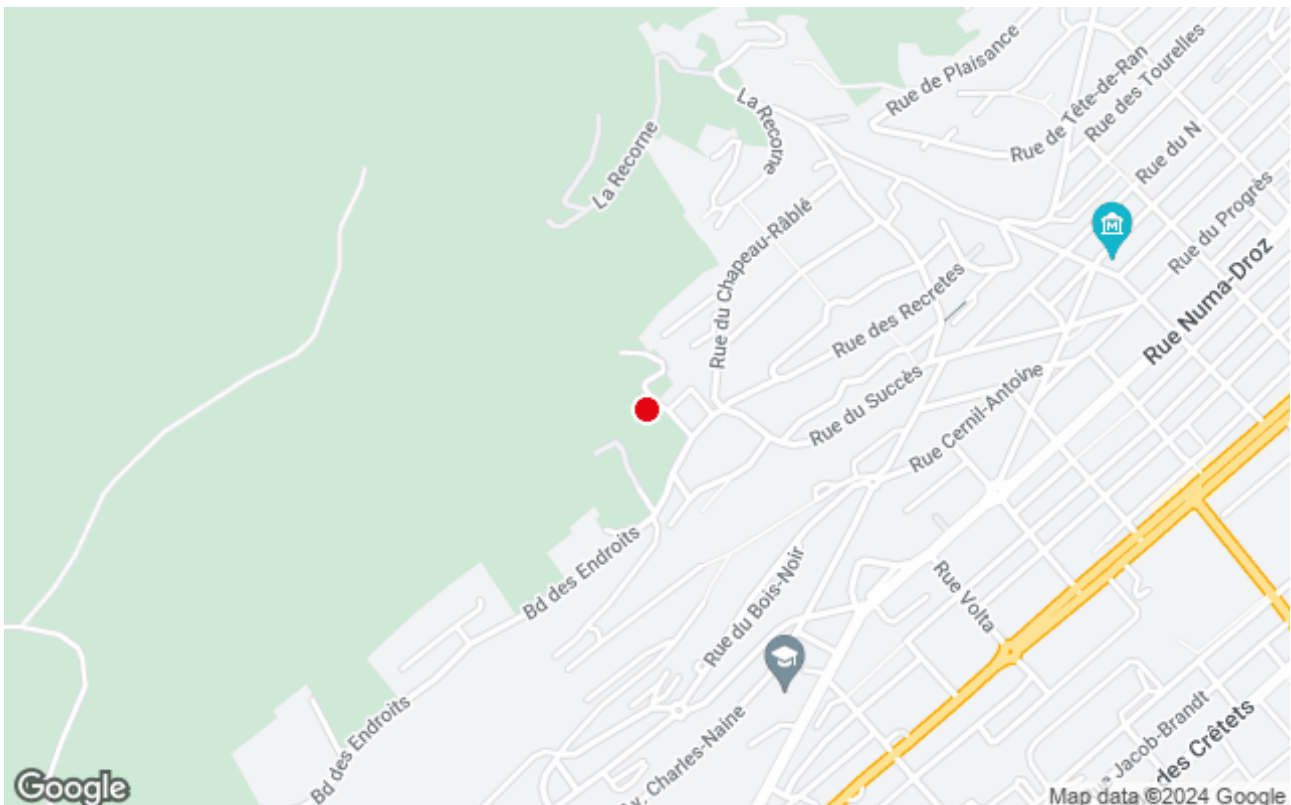 Rue de Plaisance
Rue de Tête-de-Ran
Rue des Tourelles
La Recorne
La Recorne
Rue du N
Rue du Chapeau-Râblé
Rue du Progrès
Rue des Recretes
Rue Numa-Droz
Rue du Succès
Rue Cernil-Antoine
Bd des Endroits
Rue du Bois-Noir
Rue Volta
Bd des Endroits
Av. Charles-Naine
ue Jacob-Brandt
des Crêtets
M
Google
Map data ©2024 Google